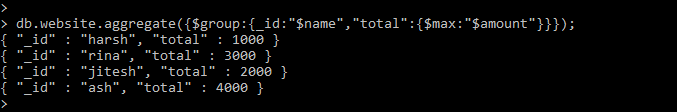 >
> db.website.aggregate({$group:{_id:"$name","total":{$max:"$amount"}}});
{ "_id" : "harsh", "total" : 1000 }
{ "_id" : "rina", "total" : 3000 }
{ "_id" : "jitesh", "total" : 2000 }
{ "_id" : "ash", "total" : 4000 }
>